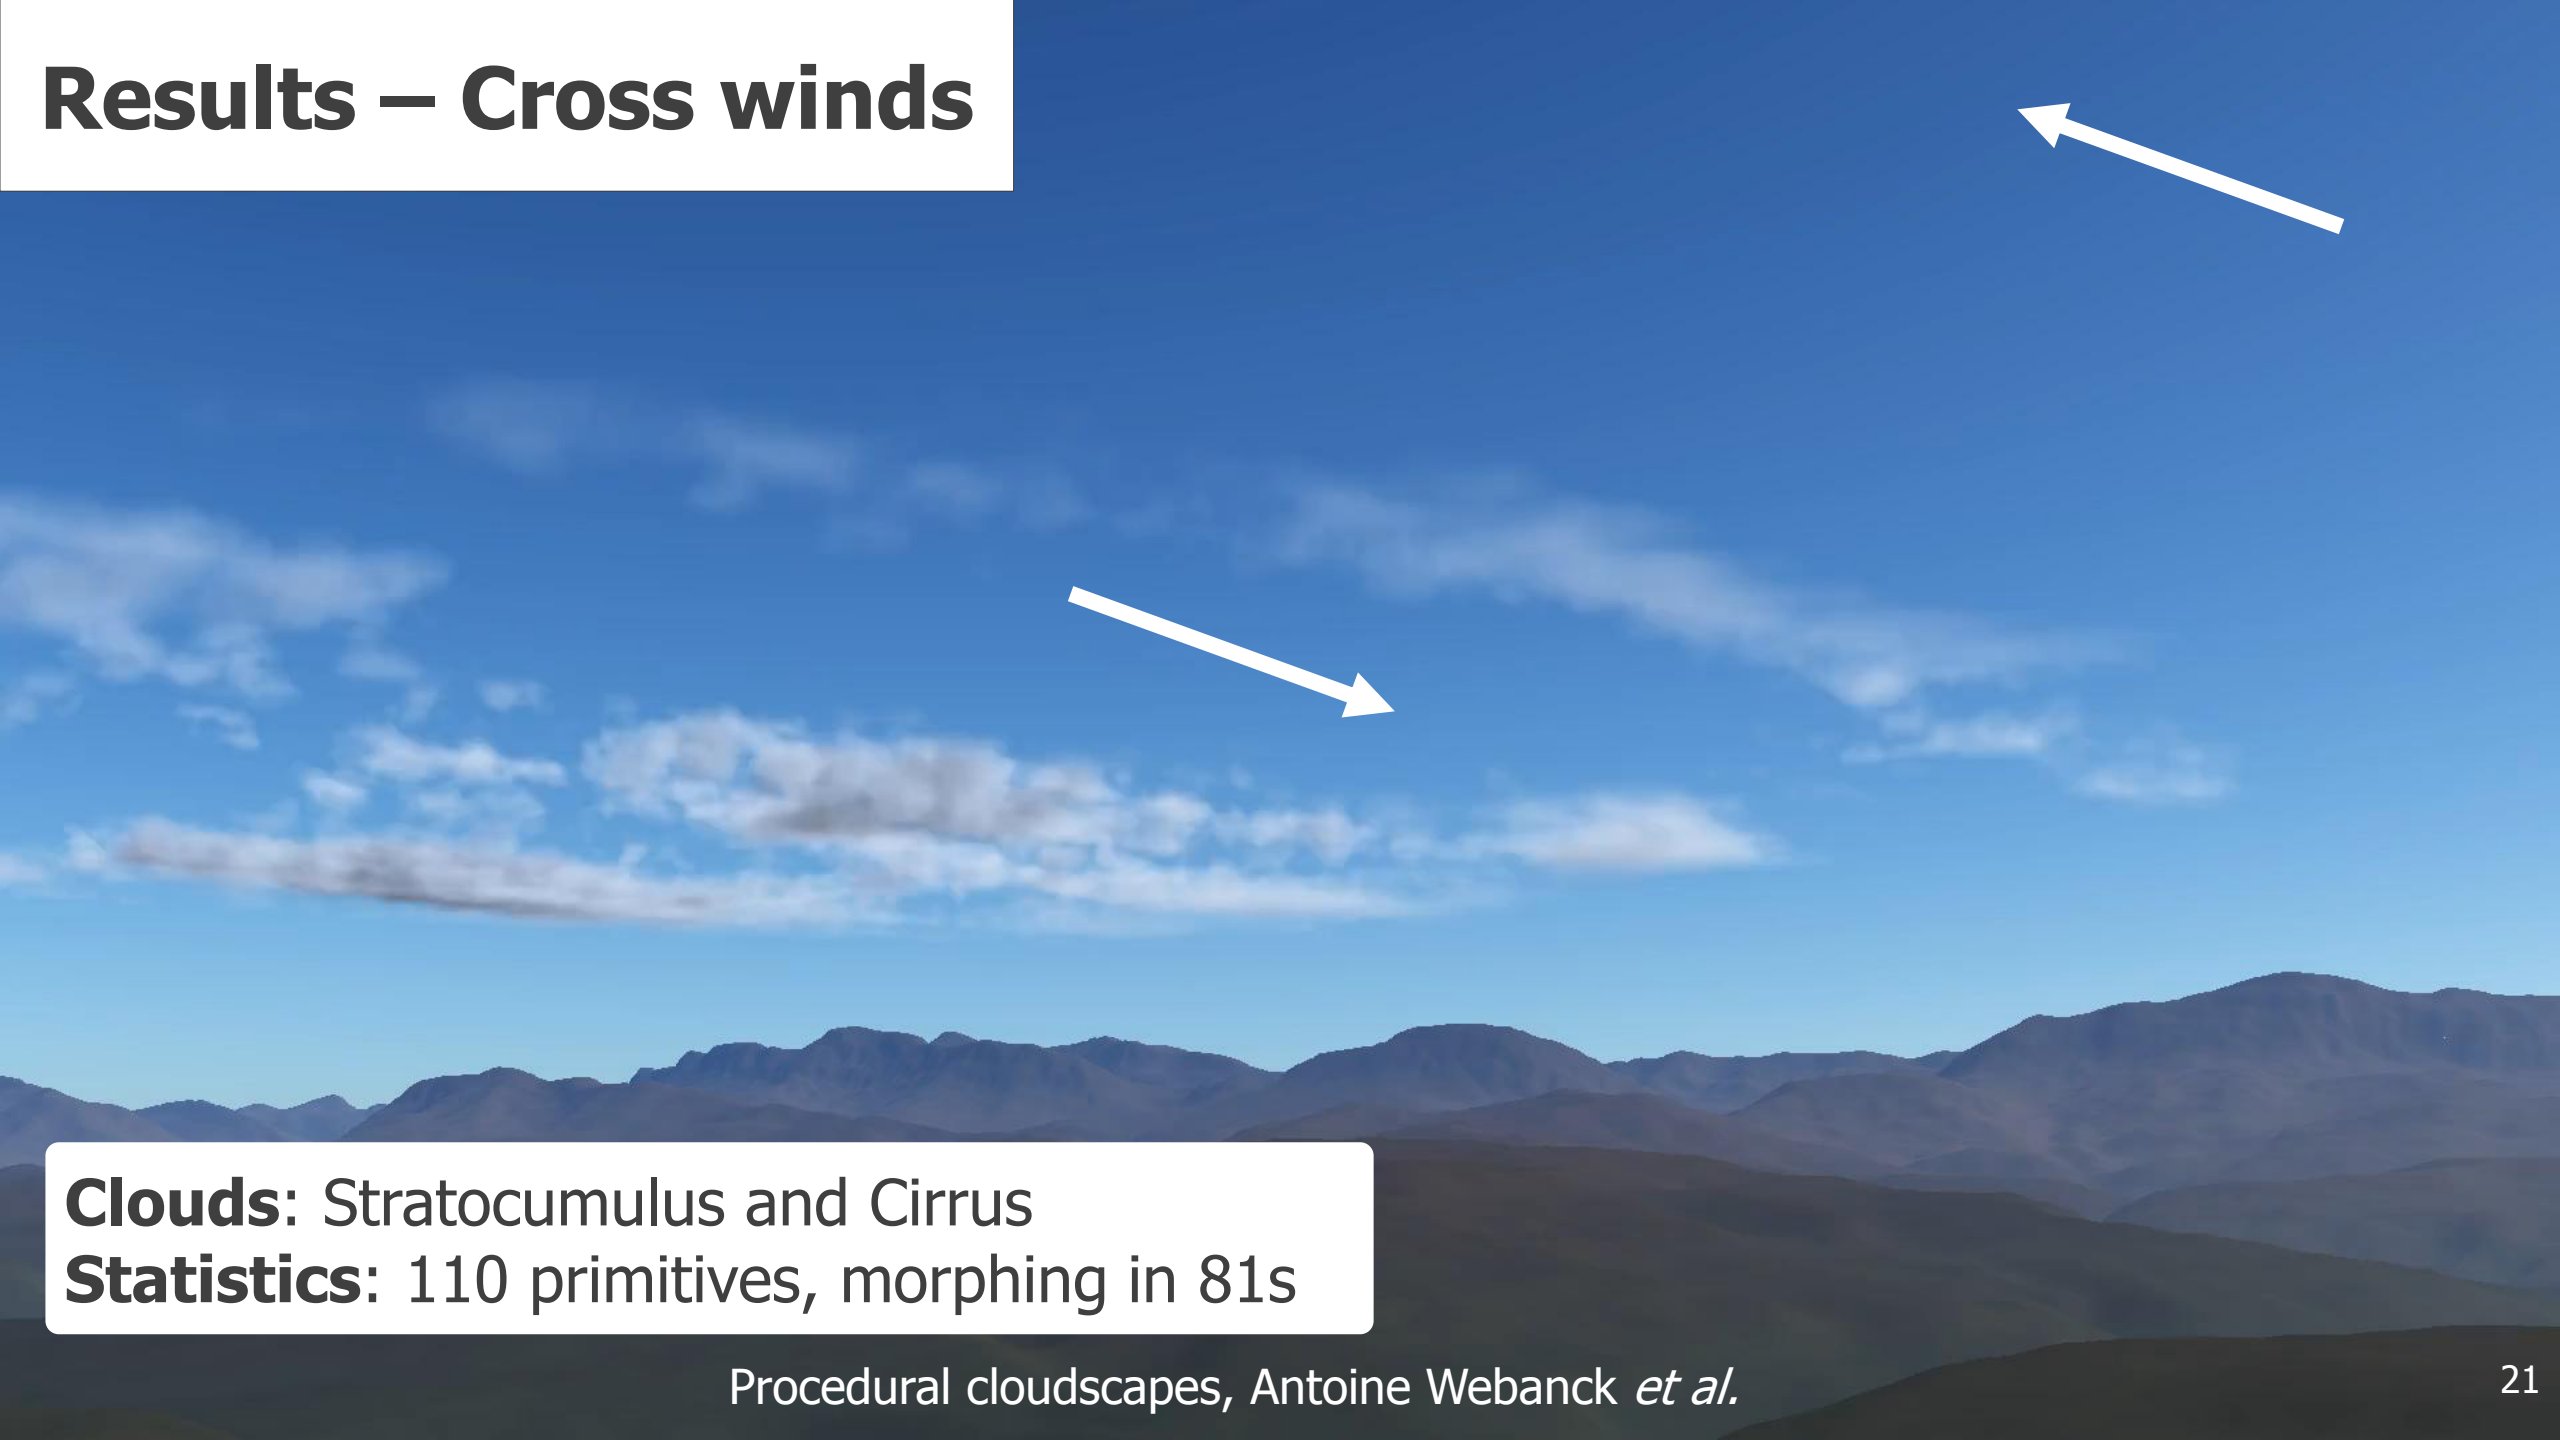 Results – Cross winds
Clouds: Stratocumulus and Cirrus
Statistics: 110 primitives, morphing in 81s
Procedural cloudscapes, Antoine Webanck et al.
21